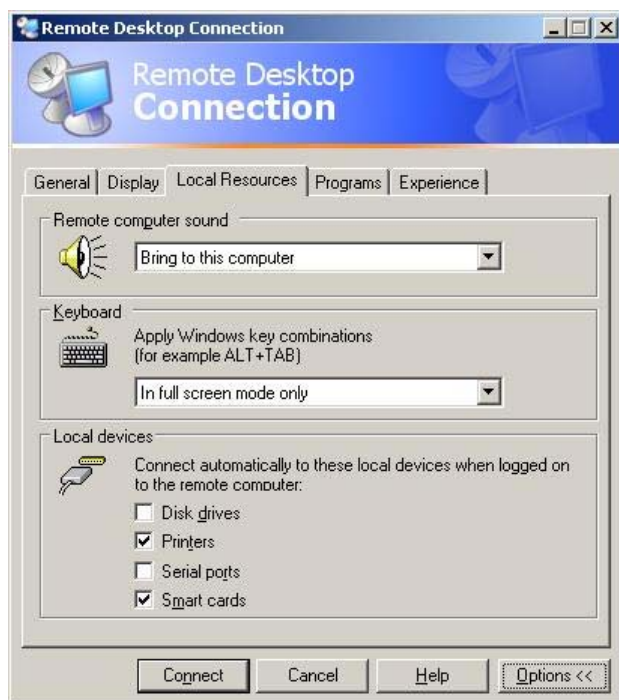 Remote Desktop Connection
Remote Desktop
Connection
General Display Local Resources Programs Experience
Remote computer sound
Bring to this computer
Keyboard
Apply Windows key combinations
(for example ALT+TAB)
In full screen mode only
Local devices
Connect automatically to these local devices when logged on
to the remote computer:
Disk drives
Printers
Serial ports
Smart cards
Connect Cancel Help Options <<